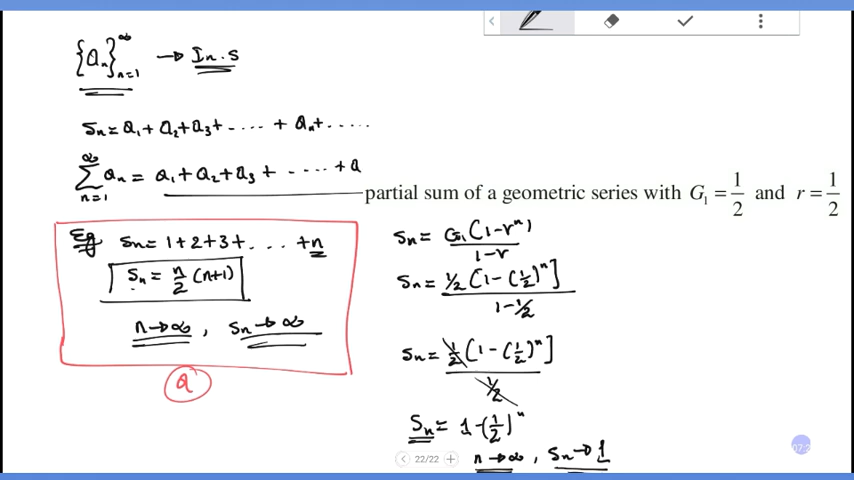 {aₙ}ₙ₌₁^∞ → In.S
Sₙ = a₁ + a₂ + a₃ + ..... + aₙ + .....
∑ₙ₌₁^∞ aₙ = a₁ + a₂ + a₃ + ..... + a
Eg Sₙ = 1 + 2 + 3 + ..... + n
Sₙ = n/2 (n+1)
n → ∞, Sₙ → ∞
a
partial sum of a geometric series with G₁ = 1/2 and r = 1/2
Sₙ = G₁(1 - rⁿ) / 1 - r
Sₙ = 1/2 [1 - (1/2)ⁿ] / 1 - 1/2
Sₙ = 1/2 [1 - (1/2)ⁿ] / 1/2
Sₙ = 1 - (1/2)ⁿ
n → ∞, Sₙ → 1
22/22